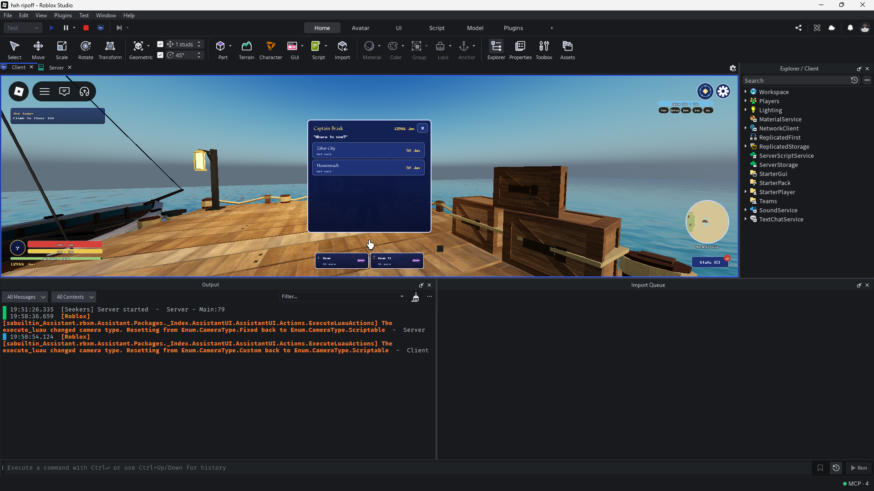 hxh ripoff - Roblox Studio
File Edit View Plugins Test Window Help
Test
Home Avatar UI Script Model Plugins
Select Move Scale Rotate Transform Geometric 1 studs 45° Part Terrain Character GUI Script Import Material Color Group Lock Anchor Explorer Properties Toolbox Assets
Client × Server ×
Explorer / Client
Search
Workspace
Players
Lighting
MaterialService
NetworkClient
ReplicatedFirst
ReplicatedStorage
ServerScriptService
ServerStorage
StarterGui
StarterPack
StarterPlayer
Teams
SoundService
TextChatService
Captain Brask
"Where to now?"
Output
Import Queue
All Messages All Contexts Filter...
19:51:26.335 [Seekers] Server started - Server - Main:79
19:58:36.659 [Roblox]
[sabuiltin_Assistant.rbxm.Assistant.Packages._Index.AssistantUI.AssistantUI.Actions.ExecuteLuauActions] The
execute_luau changed camera type. Resetting from Enum.CameraType.Fixed back to Enum.CameraType.Scriptable - Server
19:58:54.124 [Roblox]
[sabuiltin_Assistant.rbxm.Assistant.Packages._Index.AssistantUI.AssistantUI.Actions.ExecuteLuauActions] The
execute_luau changed camera type. Resetting from Enum.CameraType.Custom back to Enum.CameraType.Scriptable - Client
Execute a command with Ctrl+↵ or use Ctrl+Up/Down for history
Run
MCP · 4